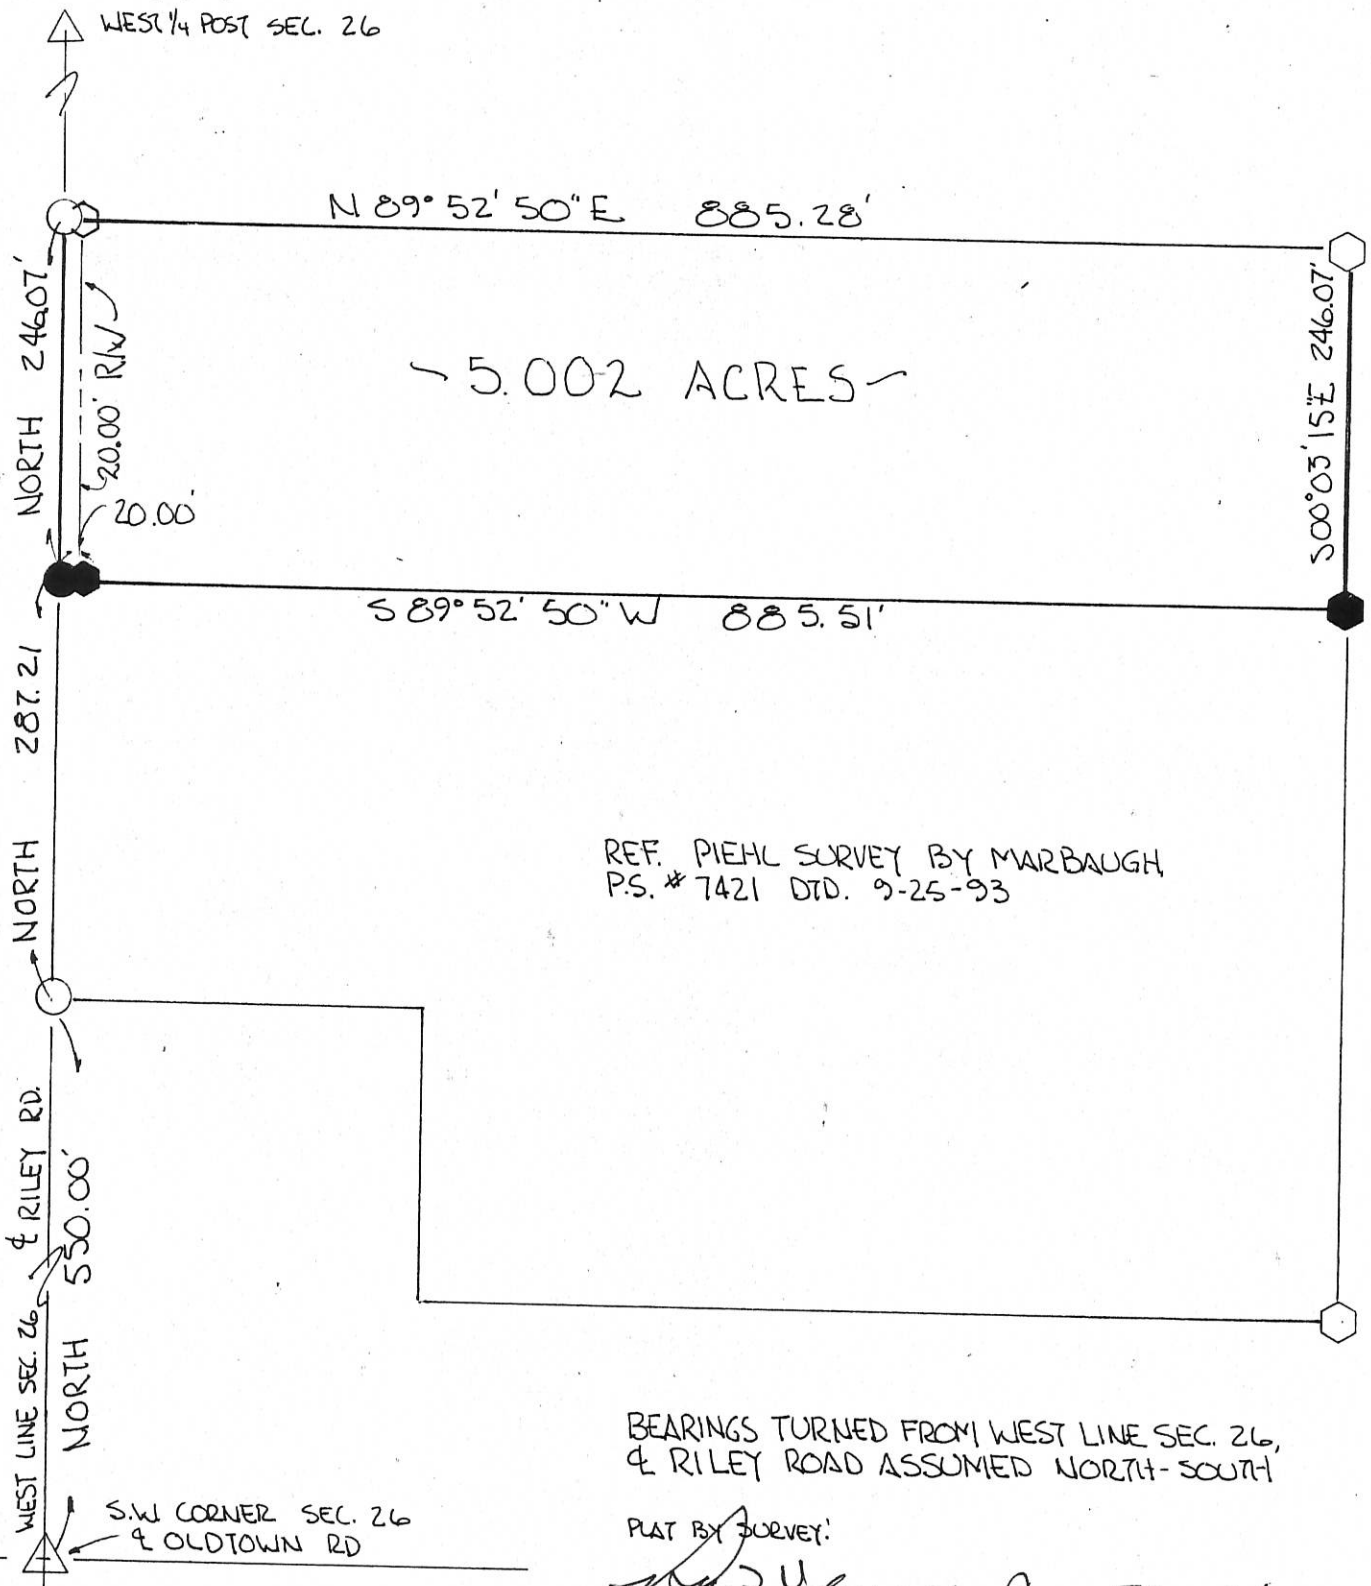 WEST 1/4 POST SEC. 26
N 89° 52' 50" E 885.28'
NORTH 246.07'
20.00' R/W
20.00'
~5.002 ACRES~
S00°03'15"E 246.07'
S 89° 52' 50" W 885.51'
NORTH 287.21
REF. PIEHL SURVEY BY MARBAUGH
P.S. # 7421 DTD. 9-25-93
WEST LINE SEC. 26, ℄ RILEY RD.
NORTH 550.00'
BEARINGS TURNED FROM WEST LINE SEC. 26,
℄ RILEY ROAD ASSUMED NORTH-SOUTH
S.W CORNER SEC. 26
℄ OLDTOWN RD
PLAT BY SURVEY: